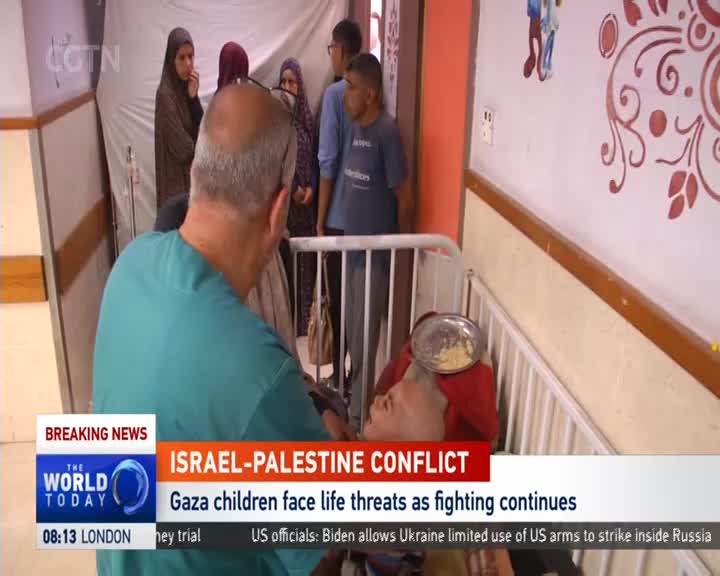 CGTN
BREAKING NEWS
ISRAEL-PALESTINE CONFLICT
THE
WORLD
TODAY
Gaza children face life threats as fighting continues
08:13 LONDON
ney trial US officials: Biden allows Ukraine limited use of US arms to strike inside Russia